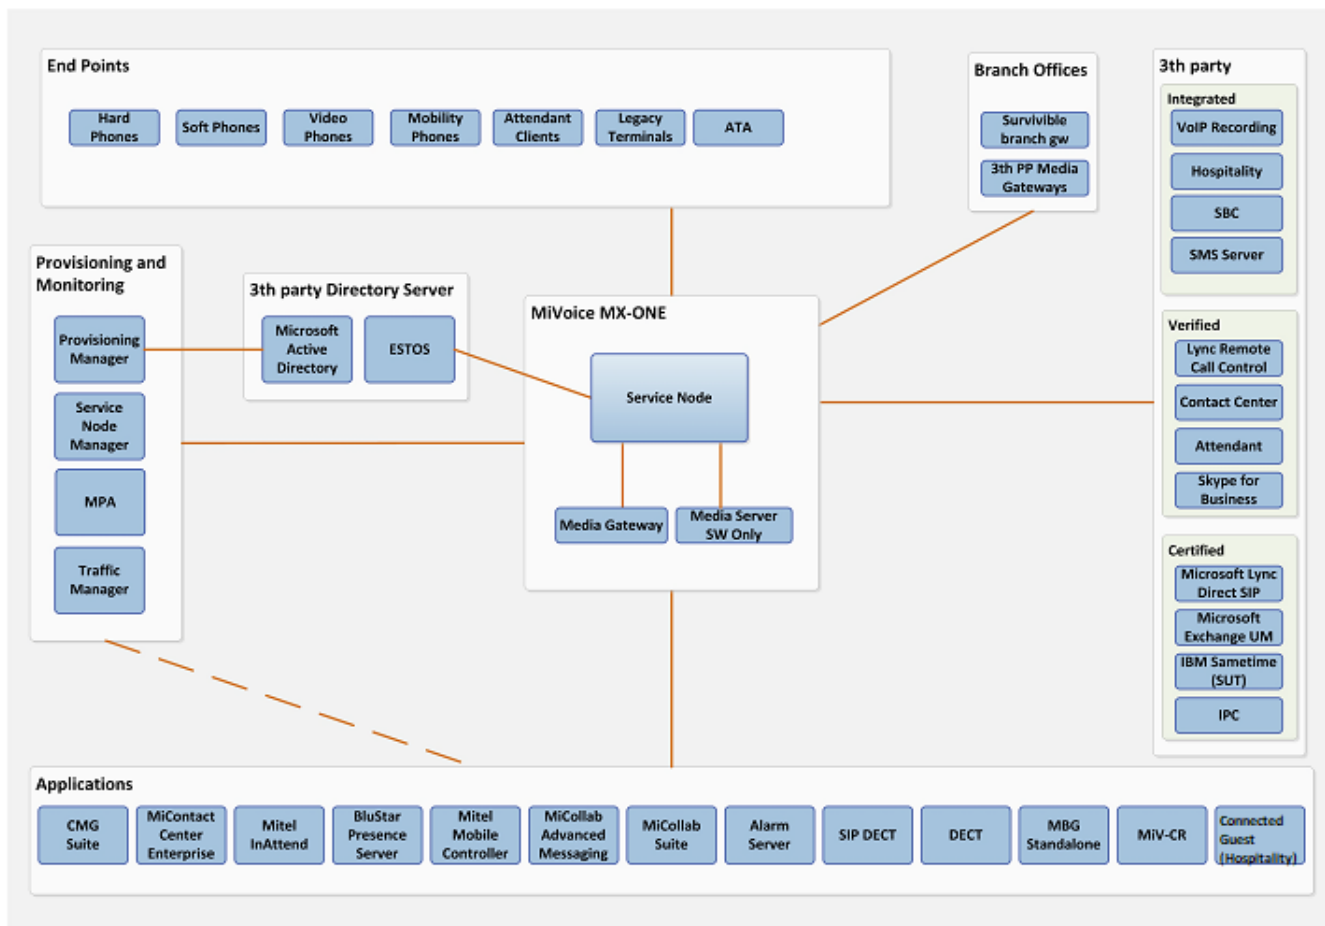 End Points
Hard
Phones
Soft Phones
Video
Phones
Mobility
Phones
Attendant
Clients
Legacy
Terminals
ATA
Branch Offices
Survivible
branch gw
3th PP Media
Gateways
3th party
Integrated
VoIP Recording
Hospitality
SBC
SMS Server
Verified
Lync Remote
Call Control
Contact Center
Attendant
Skype for
Business
Certified
Microsoft Lync
Direct SIP
Microsoft
Exchange UM
IBM Sametime
(SUT)
IPC
Provisioning and
Monitoring
Provisioning
Manager
Service
Node
Manager
MPA
Traffic
Manager
3th party Directory Server
Microsoft
Active
Directory
ESTOS
MiVoice MX-ONE
Service Node
Media Gateway
Media Server
SW Only
Applications
CMG
Suite
MiContact
Center
Enterprise
Mitel
InAttend
BluStar
Presence
Server
Mitel
Mobile
Controller
MiCollab
Advanced
Messaging
MiCollab
Suite
Alarm
Server
SIP DECT
DECT
MBG
Standalone
MiV-CR
Connected
Guest
(Hospitality)